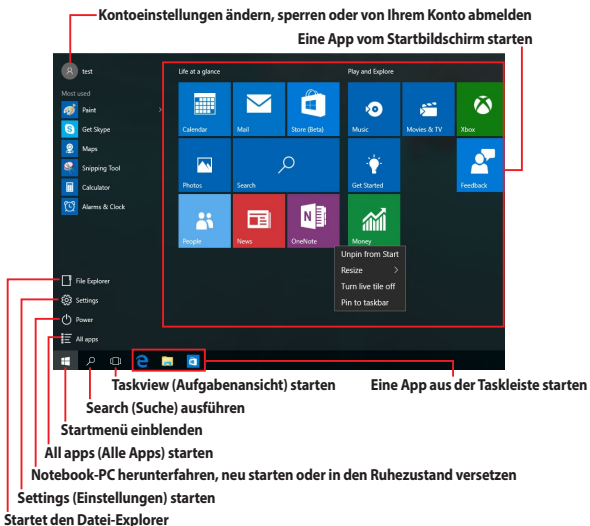 Kontoeinstellungen ändern, sperren oder von Ihrem Konto abmelden
Eine App vom Startbildschirm starten
test
Life at a glance
Play and Explore
Most used
Paint
Get Skype
Maps
Snipping Tool
Calculator
Alarms & Clock
Calendar
Mail
Store (Beta)
Music
Movies & TV
Xbox
Photos
Search
Get Started
Feedback
People
News
OneNote
Money
Unpin from Start
Resize
Turn live tile off
Pin to taskbar
File Explorer
Settings
Power
All apps
Taskview (Aufgabenansicht) starten
Eine App aus der Taskleiste starten
Search (Suche) ausführen
Startmenü einblenden
All apps (Alle Apps) starten
Notebook-PC herunterfahren, neu starten oder in den Ruhezustand versetzen
Settings (Einstellungen) starten
Startet den Datei-Explorer